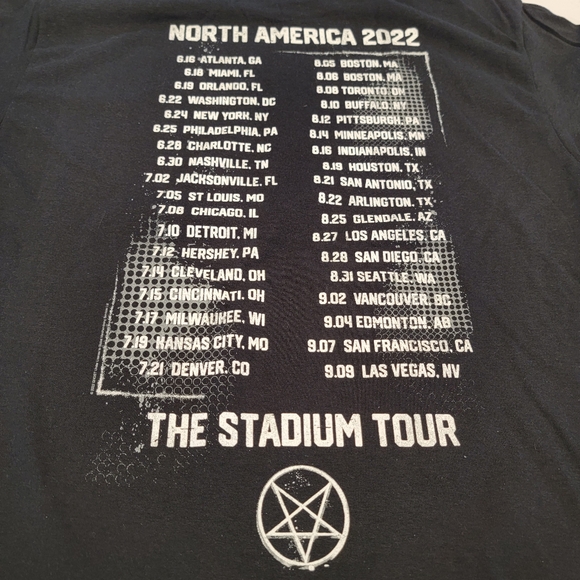 NORTH AMERICA 2022
6.16 ATLANTA, GA
6.18 MIAMI, FL
6.19 ORLANDO, FL
6.22 WASHINGTON, DC
6.24 NEW YORK, NY
6.25 PHILADELPHIA, PA
6.28 CHARLOTTE, NC
6.30 NASHVILLE, TN
7.02 JACKSONVILLE, FL
7.05 ST LOUIS, MO
7.08 CHICAGO, IL
7.10 DETROIT, MI
7.12 HERSHEY, PA
7.14 CLEVELAND, OH
7.15 CINCINNATI, OH
7.17 MILWAUKEE, WI
7.19 KANSAS CITY, MO
7.21 DENVER, CO
8.05 BOSTON, MA
8.06 BOSTON, MA
8.08 TORONTO, ON
8.10 BUFFALO, NY
8.12 PITTSBURGH, PA
8.14 MINNEAPOLIS, MN
8.16 INDIANAPOLIS, IN
8.19 HOUSTON, TX
8.21 SAN ANTONIO, TX
8.22 ARLINGTON, TX
8.25 GLENDALE, AZ
8.27 LOS ANGELES, CA
8.28 SAN DIEGO, CA
8.31 SEATTLE, WA
9.02 VANCOUVER, BC
9.04 EDMONTON, AB
9.07 SAN FRANCISCO, CA
9.09 LAS VEGAS, NV
THE STADIUM TOUR